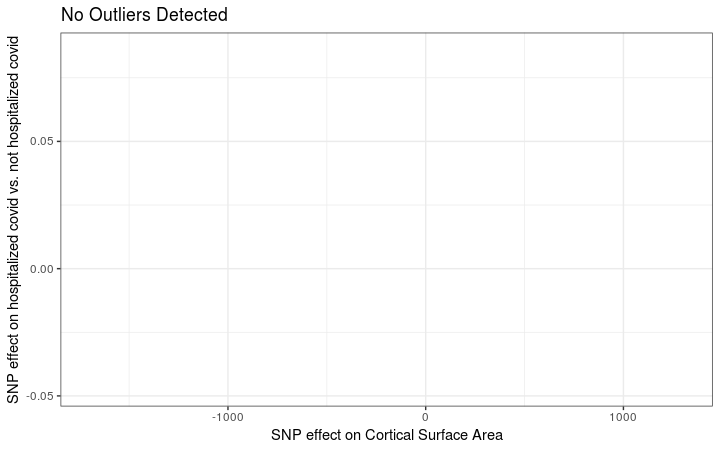 No Outliers Detected
SNP effect on hospitalized covid vs. not hospitalized covid
0.05
0.00
-0.05
-1000
0
1000
SNP effect on Cortical Surface Area